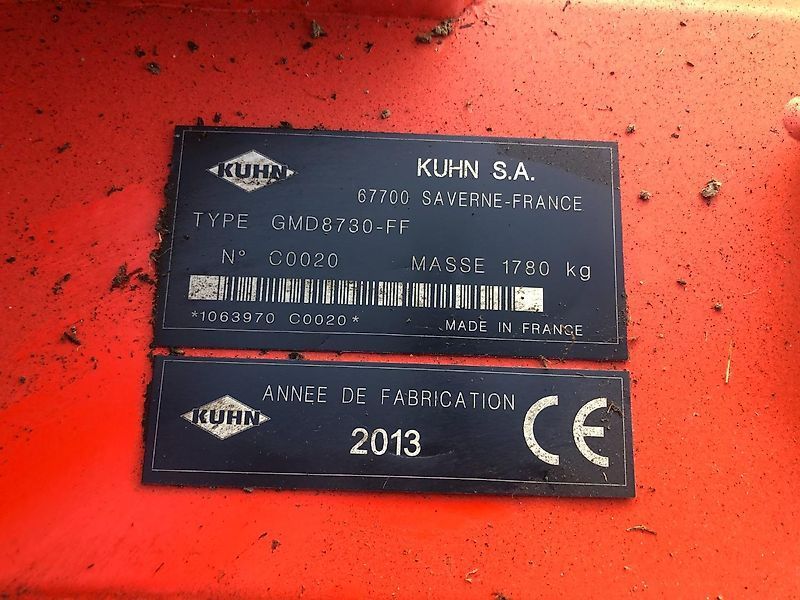 KUHN
KUHN S.A.
67700 SAVERNE-FRANCE
TYPE GMD8730-FF
N° C0020 MASSE 1780 kg
*1063970 C0020*
MADE IN FRANCE
KUHN
ANNEE DE FABRICATION
2013
CE